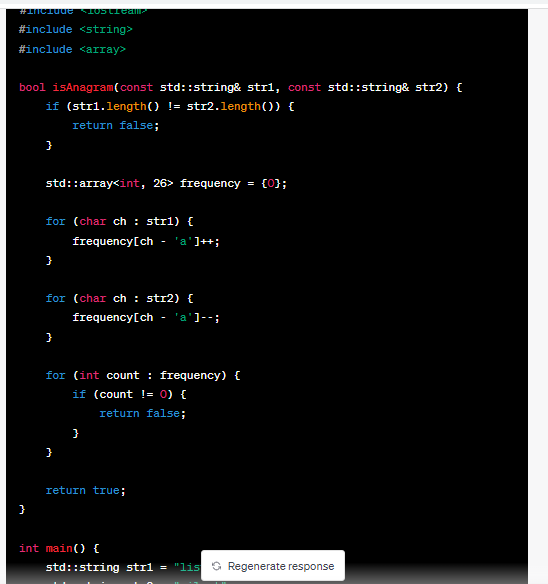 #include <iostream>
#include <string>
#include <array>
bool isAnagram(const std::string& str1, const std::string& str2) {
if (str1.length() != str2.length()) {
return false;
}
std::array<int, 26> frequency = {0};
for (char ch : str1) {
frequency[ch - 'a']++;
}
for (char ch : str2) {
frequency[ch - 'a']--;
}
for (int count : frequency) {
if (count != 0) {
return false;
}
}
return true;
}
int main() {
std::string str1 = "lis
Regenerate response